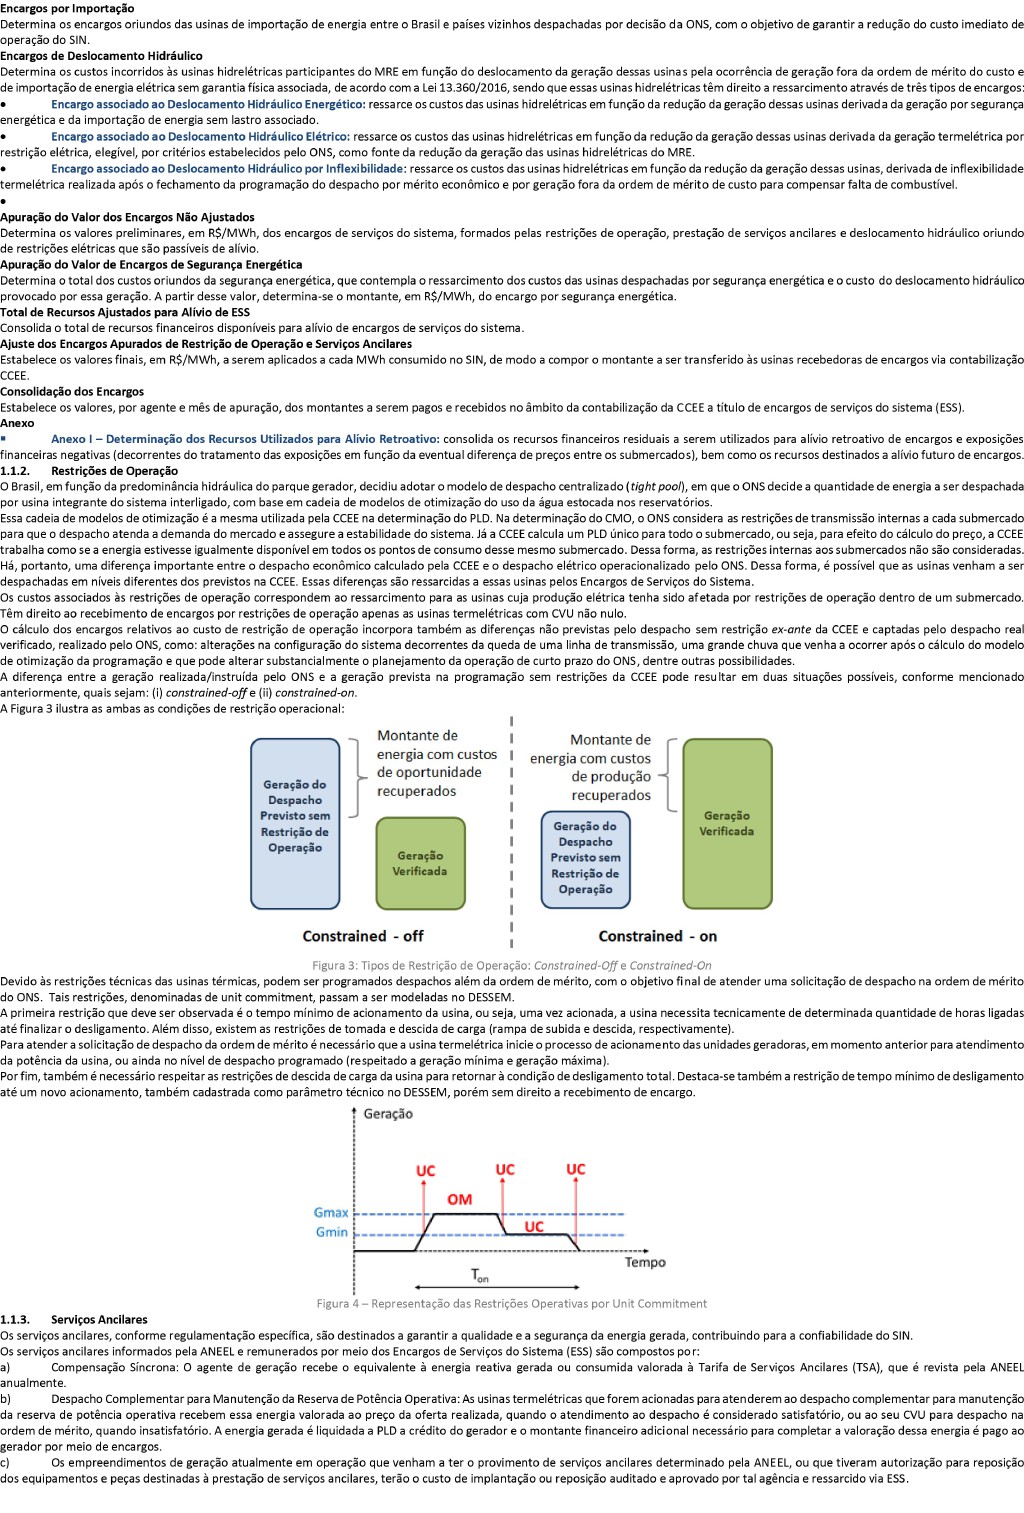 Encargos por Importação
Determina os encargos oriundos das usinas de importação de energia entre o Brasil e países vizinhos despachadas por decisão da ONS, com o objetivo de garantir a redução do custo imediato de
operação do SIN.
Encargos de Deslocamento Hidráulico
Determina os custos incorridos às usinas hidrelétricas participantes do MRE em função do deslocamento da geração dessas usinas pela ocorrência de geração fora da ordem de mérito do custo e
de importação de energia elétrica sem garantia física associada, de acordo com a Lei 13.360/2016, sendo que essas usinas hidrelétricas têm direito a ressarcimento através de três tipos de encargos:
● Encargo associado ao Deslocamento Hidráulico Energético: ressarce os custos das usinas hidrelétricas em função da redução da geração dessas usinas derivada da geração por segurança
energética e da importação de energia sem lastro associado.
● Encargo associado ao Deslocamento Hidráulico Elétrico: ressarce os custos das usinas hidrelétricas em função da redução da geração dessas usinas derivada da geração termelétrica por
restrição elétrica, elegível, por critérios estabelecidos pelo ONS, como fonte da redução da geração das usinas hidrelétricas do MRE.
● Encargo associado ao Deslocamento Hidráulico por Inflexibilidade: ressarce os custos das usinas hidrelétricas em função da redução da geração dessas usinas, derivada de inflexibilidade
termelétrica realizada após o fechamento da programação do despacho por mérito econômico e por geração fora da ordem de mérito de custo para compensar falta de combustível.
●
Apuração do Valor dos Encargos Não Ajustados
Determina os valores preliminares, em R$/MWh, dos encargos de serviços do sistema, formados pelas restrições de operação, prestação de serviços ancilares e deslocamento hidráulico oriundo
de restrições elétricas que são passíveis de alívio.
Apuração do Valor de Encargos de Segurança Energética
Determina o total dos custos oriundos da segurança energética, que contempla o ressarcimento dos custos das usinas despachadas por segurança energética e o custo do deslocamento hidráulico
provocado por essa geração. A partir desse valor, determina-se o montante, em R$/MWh, do encargo por segurança energética.
Total de Recursos Ajustados para Alívio de ESS
Consolida o total de recursos financeiros disponíveis para alívio de encargos de serviços do sistema.
Ajuste dos Encargos Apurados de Restrição de Operação e Serviços Ancilares
Estabelece os valores finais, em R$/MWh, a serem aplicados a cada MWh consumido no SIN, de modo a compor o montante a ser transferido às usinas recebedoras de encargos via contabilização
CCEE.
Consolidação dos Encargos
Estabelece os valores, por agente e mês de apuração, dos montantes a serem pagos e recebidos no âmbito da contabilização da CCEE a título de encargos de serviços do sistema (ESS).
Anexo
▪ Anexo I – Determinação dos Recursos Utilizados para Alívio Retroativo: consolida os recursos financeiros residuais a serem utilizados para alívio retroativo de encargos e exposições
financeiras negativas (decorrentes do tratamento das exposições em função da eventual diferença de preços entre os submercados), bem como os recursos destinados a alívio futuro de encargos.
1.1.2. Restrições de Operação
O Brasil, em função da predominância hidráulica do parque gerador, decidiu adotar o modelo de despacho centralizado (tight pool), em que o ONS decide a quantidade de energia a ser despachada
por usina integrante do sistema interligado, com base em cadeia de modelos de otimização do uso da água estocada nos reservatórios.
Essa cadeia de modelos de otimização é a mesma utilizada pela CCEE na determinação do PLD. Na determinação do CMO, o ONS considera as restrições de transmissão internas a cada submercado
para que o despacho atenda a demanda do mercado e assegure a estabilidade do sistema. Já a CCEE calcula um PLD único para todo o submercado, ou seja, para efeito do cálculo do preço, a CCEE
trabalha como se a energia estivesse igualmente disponível em todos os pontos de consumo desse mesmo submercado. Dessa forma, as restrições internas aos submercados não são consideradas.
Há, portanto, uma diferença importante entre o despacho econômico calculado pela CCEE e o despacho elétrico operacionalizado pelo ONS. Dessa forma, é possível que as usinas venham a ser
despachadas em níveis diferentes dos previstos na CCEE. Essas diferenças são ressarcidas a essas usinas pelos Encargos de Serviços do Sistema.
Os custos associados às restrições de operação correspondem ao ressarcimento para as usinas cuja produção elétrica tenha sido afetada por restrições de operação dentro de um submercado.
Têm direito ao recebimento de encargos por restrições de operação apenas as usinas termelétricas com CVU não nulo.
O cálculo dos encargos relativos ao custo de restrição de operação incorpora também as diferenças não previstas pelo despacho sem restrição ex-ante da CCEE e captadas pelo despacho real
verificado, realizado pelo ONS, como: alterações na configuração do sistema decorrentes da queda de uma linha de transmissão, uma grande chuva que venha a ocorrer após o cálculo do modelo
de otimização da programação e que pode alterar substancialmente o planejamento da operação de curto prazo do ONS, dentre outras possibilidades.
A diferença entre a geração realizada/instruída pelo ONS e a geração prevista na programação sem restrições da CCEE pode resultar em duas situações possíveis, conforme mencionado
anteriormente, quais sejam: (i) constrained-off e (ii) constrained-on.
A Figura 3 ilustra as ambas as condições de restrição operacional:
Geração do
Despacho
Previsto sem
Restrição de
Operação
Montante de
energia com custos
de oportunidade
recuperados
Geração
Verificada
Constrained - off
Montante de
energia com custos
de produção
recuperados
Geração do
Despacho
Previsto sem
Restrição de
Operação
Geração
Verificada
Constrained - on
Figura 3: Tipos de Restrição de Operação: Constrained-Off e Constrained-On
Devido às restrições técnicas das usinas térmicas, podem ser programados despachos além da ordem de mérito, com o objetivo final de atender uma solicitação de despacho na ordem de mérito
do ONS. Tais restrições, denominadas de unit commitment, passam a ser modeladas no DESSEM.
A primeira restrição que deve ser observada é o tempo mínimo de acionamento da usina, ou seja, uma vez acionada, a usina necessita tecnicamente de determinada quantidade de horas ligadas
até finalizar o desligamento. Além disso, existem as restrições de tomada e descida de carga (rampa de subida e descida, respectivamente).
Para atender a solicitação de despacho da ordem de mérito é necessário que a usina termelétrica inicie o processo de acionamento das unidades geradoras, em momento anterior para atendimento
da potência da usina, ou ainda no nível de despacho programado (respeitado a geração mínima e geração máxima).
Por fim, também é necessário respeitar as restrições de descida de carga da usina para retornar à condição de desligamento total. Destaca-se também a restrição de tempo mínimo de desligamento
até um novo acionamento, também cadastrada como parâmetro técnico no DESSEM, porém sem direito a recebimento de encargo.
Geração
UC UC UC
OM
Gmax
Gmin
UC
Tempo
Ton
Figura 4 – Representação das Restrições Operativas por Unit Commitment
1.1.3. Serviços Ancilares
Os serviços ancilares, conforme regulamentação específica, são destinados a garantir a qualidade e a segurança da energia gerada, contribuindo para a confiabilidade do SIN.
Os serviços ancilares informados pela ANEEL e remunerados por meio dos Encargos de Serviços do Sistema (ESS) são compostos por:
a) Compensação Síncrona: O agente de geração recebe o equivalente à energia reativa gerada ou consumida valorada à Tarifa de Serviços Ancilares (TSA), que é revista pela ANEEL
anualmente.
b) Despacho Complementar para Manutenção da Reserva de Potência Operativa: As usinas termelétricas que forem acionadas para atenderem ao despacho complementar para manutenção
da reserva de potência operativa recebem essa energia valorada ao preço da oferta realizada, quando o atendimento ao despacho é considerado satisfatório, ou ao seu CVU para despacho na
ordem de mérito, quando insatisfatório. A energia gerada é liquidada a PLD a crédito do gerador e o montante financeiro adicional necessário para completar a valoração dessa energia é pago ao
gerador por meio de encargos.
c) Os empreendimentos de geração atualmente em operação que venham a ter o provimento de serviços ancilares determinado pela ANEEL, ou que tiveram autorização para reposição
dos equipamentos e peças destinadas à prestação de serviços ancilares, terão o custo de implantação ou reposição auditado e aprovado por tal agência e ressarcido via ESS.